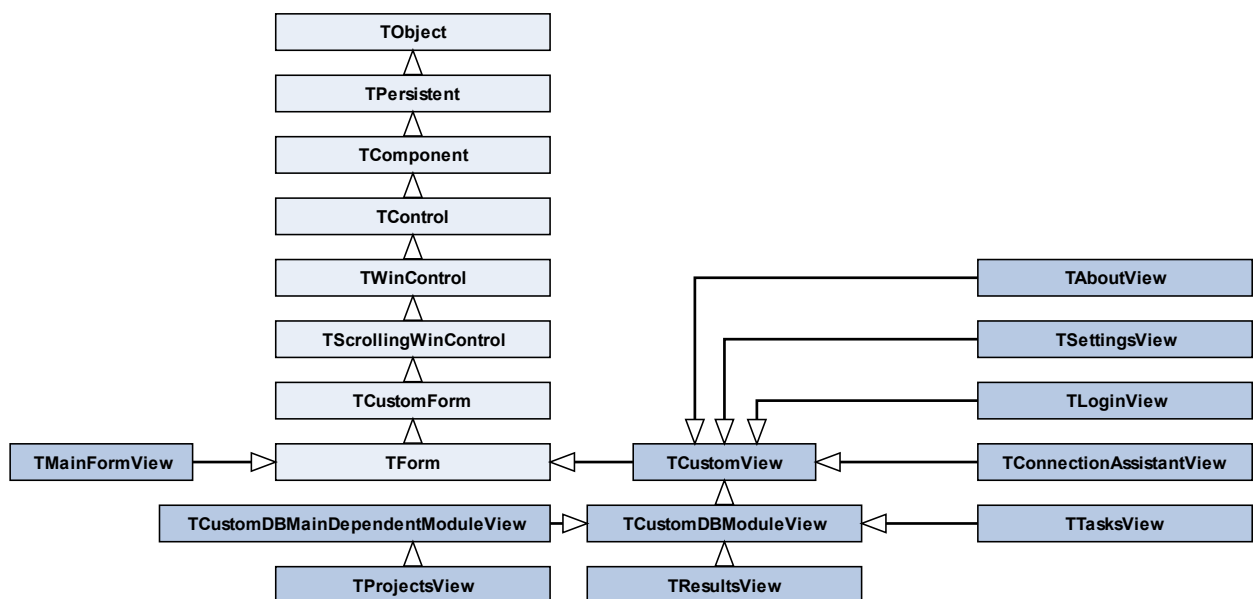 TObject
TPersistent
TComponent
TControl
TWinControl
TAboutView
TScrollingWinControl
TSettingsView
TCustomForm
TLoginView
TMainFormView
TForm
TCustomView
TConnectionAssistantView
TCustomDBMainDependentModuleView
TCustomDBModuleView
TTasksView
TProjectsView
TResultsView